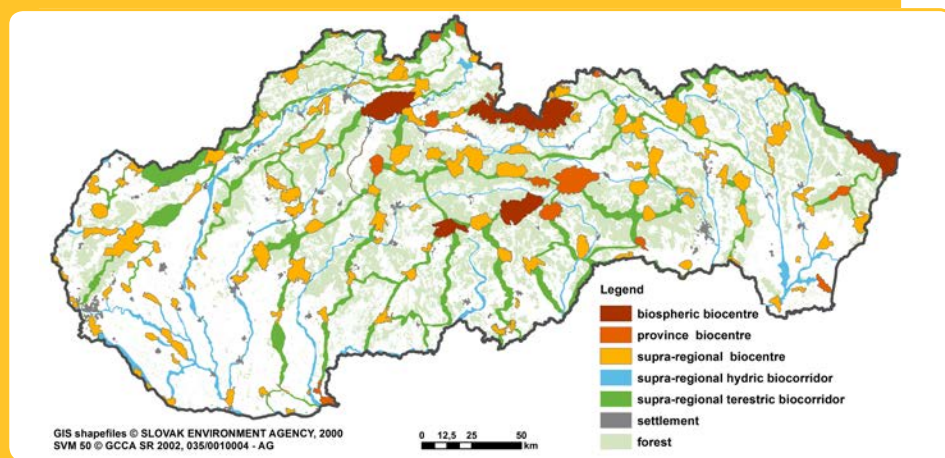 Legend
biospheric biocentre
province biocentre
supra-regional biocentre
supra-regional hydric biocorridor
supra-regional terestric biocorridor
settlement
forest
GIS shapefiles © SLOVAK ENVIRONMENT AGENCY, 2000
SVM 50 © GCCA SR 2002, 035/0010004 - AG
0 12,5 25 50
km